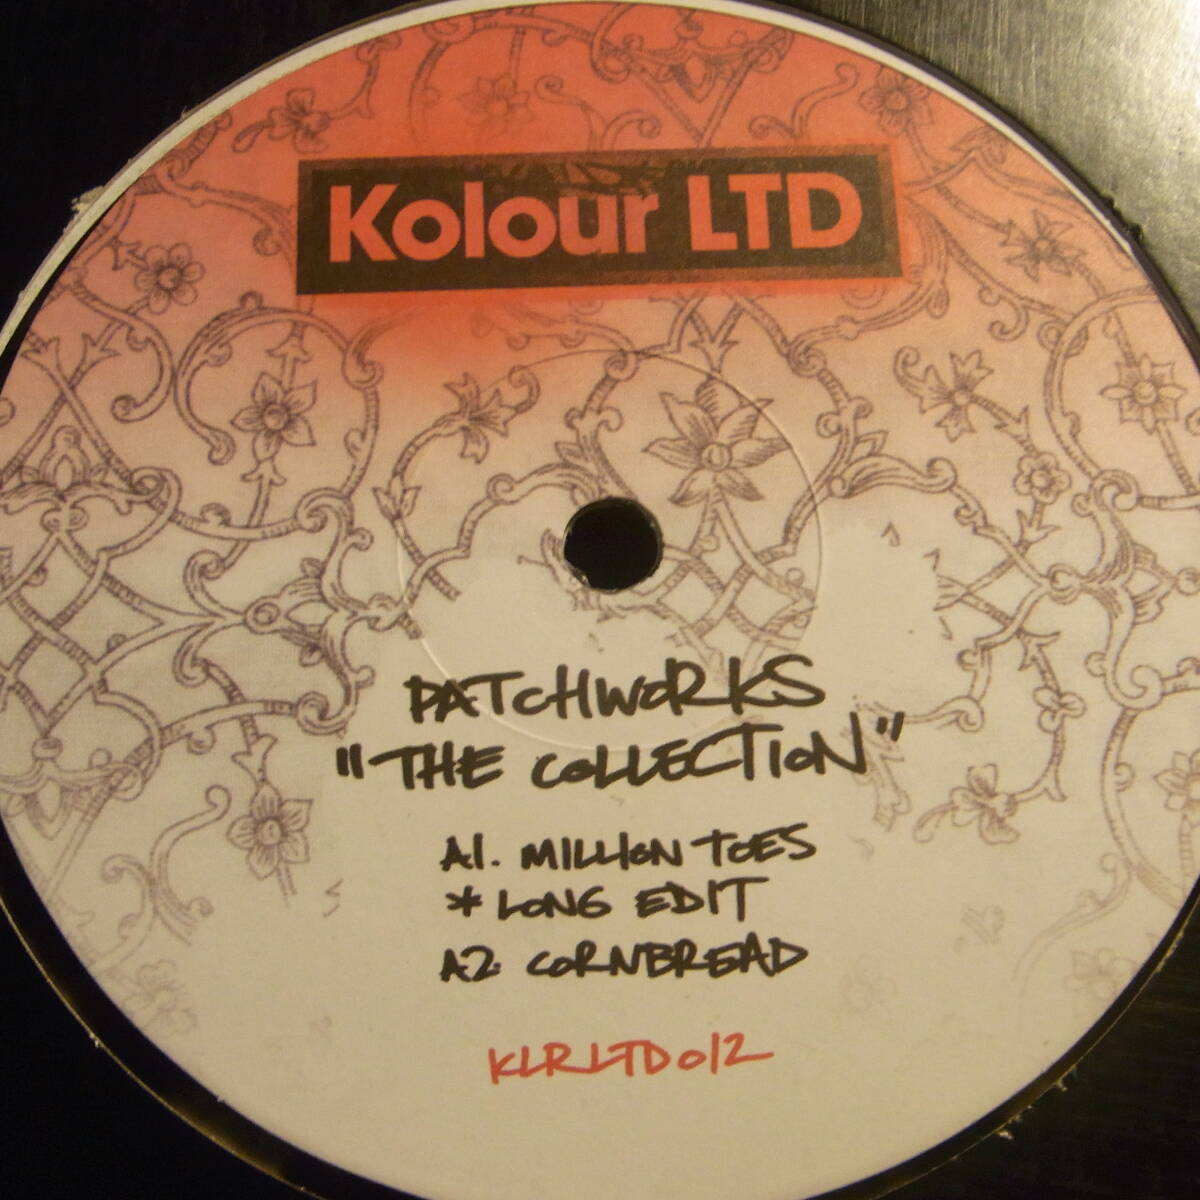 Kolour LTD
PATCHWORKS
"THE COLLECTION"
A1. MILLION TOES
* LONG EDIT
A2. CORNBREAD
KLRLTD012